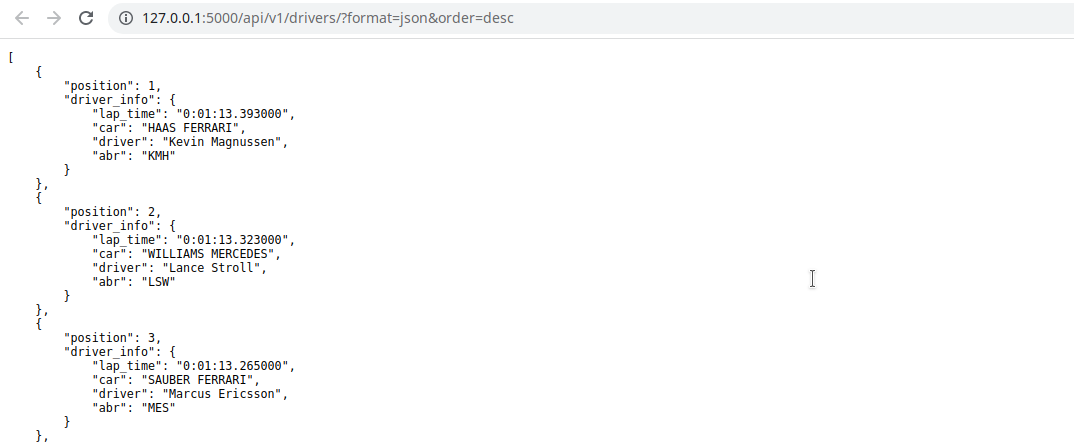 127.0.0.1:5000/api/v1/drivers/?format=json&order=desc
[
    {
        "position": 1,
        "driver_info": {
            "lap_time": "0:01:13.393000",
            "car": "HAAS FERRARI",
            "driver": "Kevin Magnussen",
            "abr": "KMH"
        }
    },
    {
        "position": 2,
        "driver_info": {
            "lap_time": "0:01:13.323000",
            "car": "WILLIAMS MERCEDES",
            "driver": "Lance Stroll",
            "abr": "LSW"
        }
    },
    {
        "position": 3,
        "driver_info": {
            "lap_time": "0:01:13.265000",
            "car": "SAUBER FERRARI",
            "driver": "Marcus Ericsson",
            "abr": "MES"
        }
    },